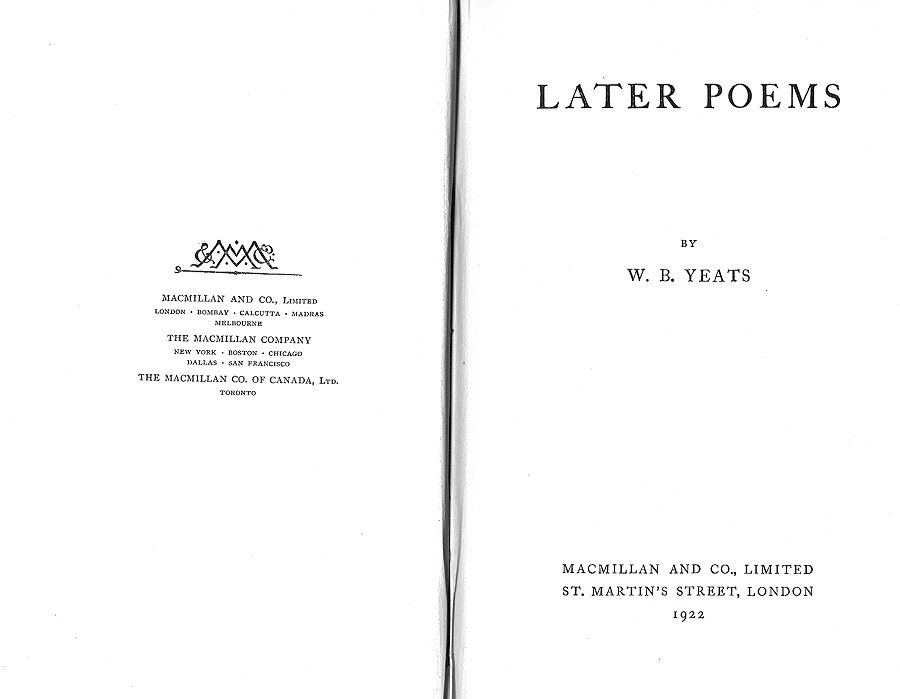 MACMILLAN AND CO., LIMITED
LONDON · BOMBAY · CALCUTTA · MADRAS
MELBOURNE
THE MACMILLAN COMPANY
NEW YORK · BOSTON · CHICAGO
DALLAS · SAN FRANCISCO
THE MACMILLAN CO. OF CANADA, LTD.
TORONTO
LATER POEMS
BY
W. B. YEATS
MACMILLAN AND CO., LIMITED
ST. MARTIN'S STREET, LONDON
1922